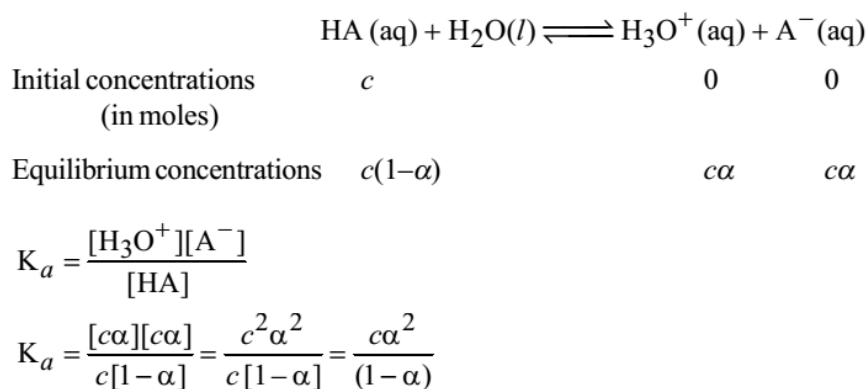 HA (aq) + H₂O(l) ⇌ H₃O⁺ (aq) + A⁻ (aq)
Initial concentrations c 0 0
(in moles)
Equilibrium concentrations c(1–α) cα cα
Kₐ = [H₃O⁺][A⁻] / [HA]
Kₐ = [cα][cα] / c[1 – α] = c²α² / c[1 – α] = cα² / (1 – α)